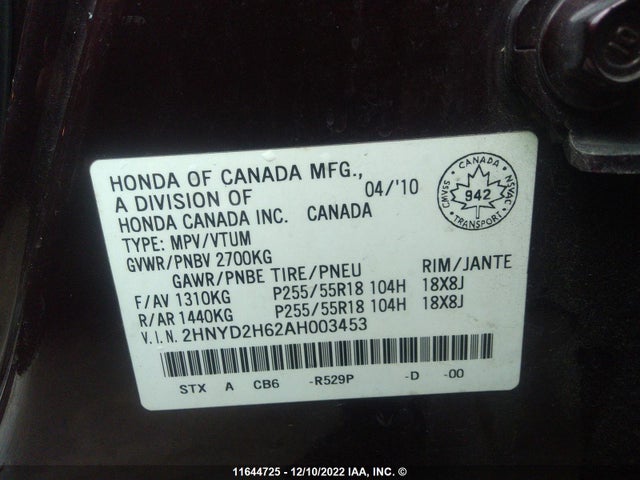 HONDA OF CANADA MFG.,
A DIVISION OF 04/'10
HONDA CANADA INC. CANADA
TYPE: MPV/VTUM
GVWR/PNBV 2700KG
GAWR/PNBE TIRE/PNEU RIM/JANTE
F/AV 1310KG P255/55R18 104H 18X8J
R/AR 1440KG P255/55R18 104H 18X8J
V.I.N. 2HNYD2H62AH003453
STX A CB6 -R529P -D -00
CANADA
CMVSS 942 NSVAC
TRANSPORT
11644725 - 12/10/2022 IAA, INC. ©